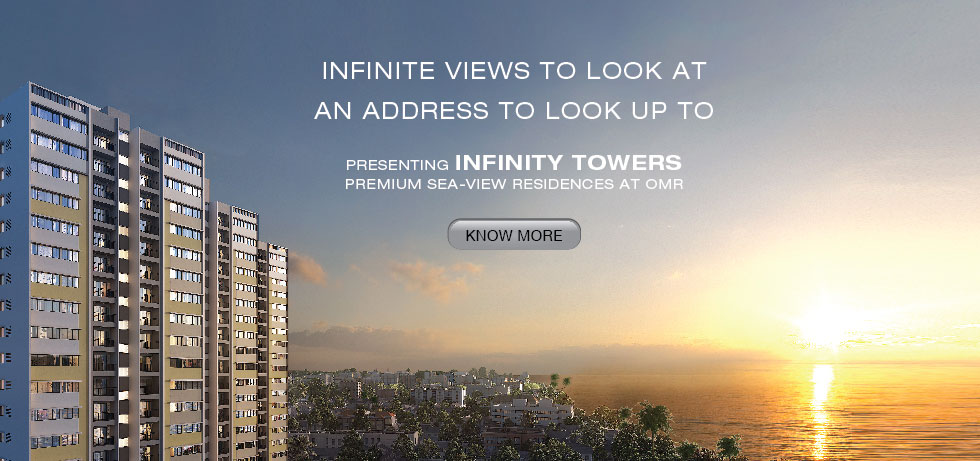 INFINITE VIEWS TO LOOK AT
AN ADDRESS TO LOOK UP TO
PRESENTING INFINITY TOWERS
PREMIUM SEA-VIEW RESIDENCES AT OMR
KNOW MORE